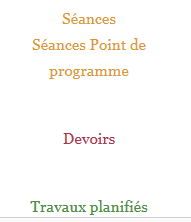 Séances
Séances Point de
programme
Devoirs
Travaux planifiés